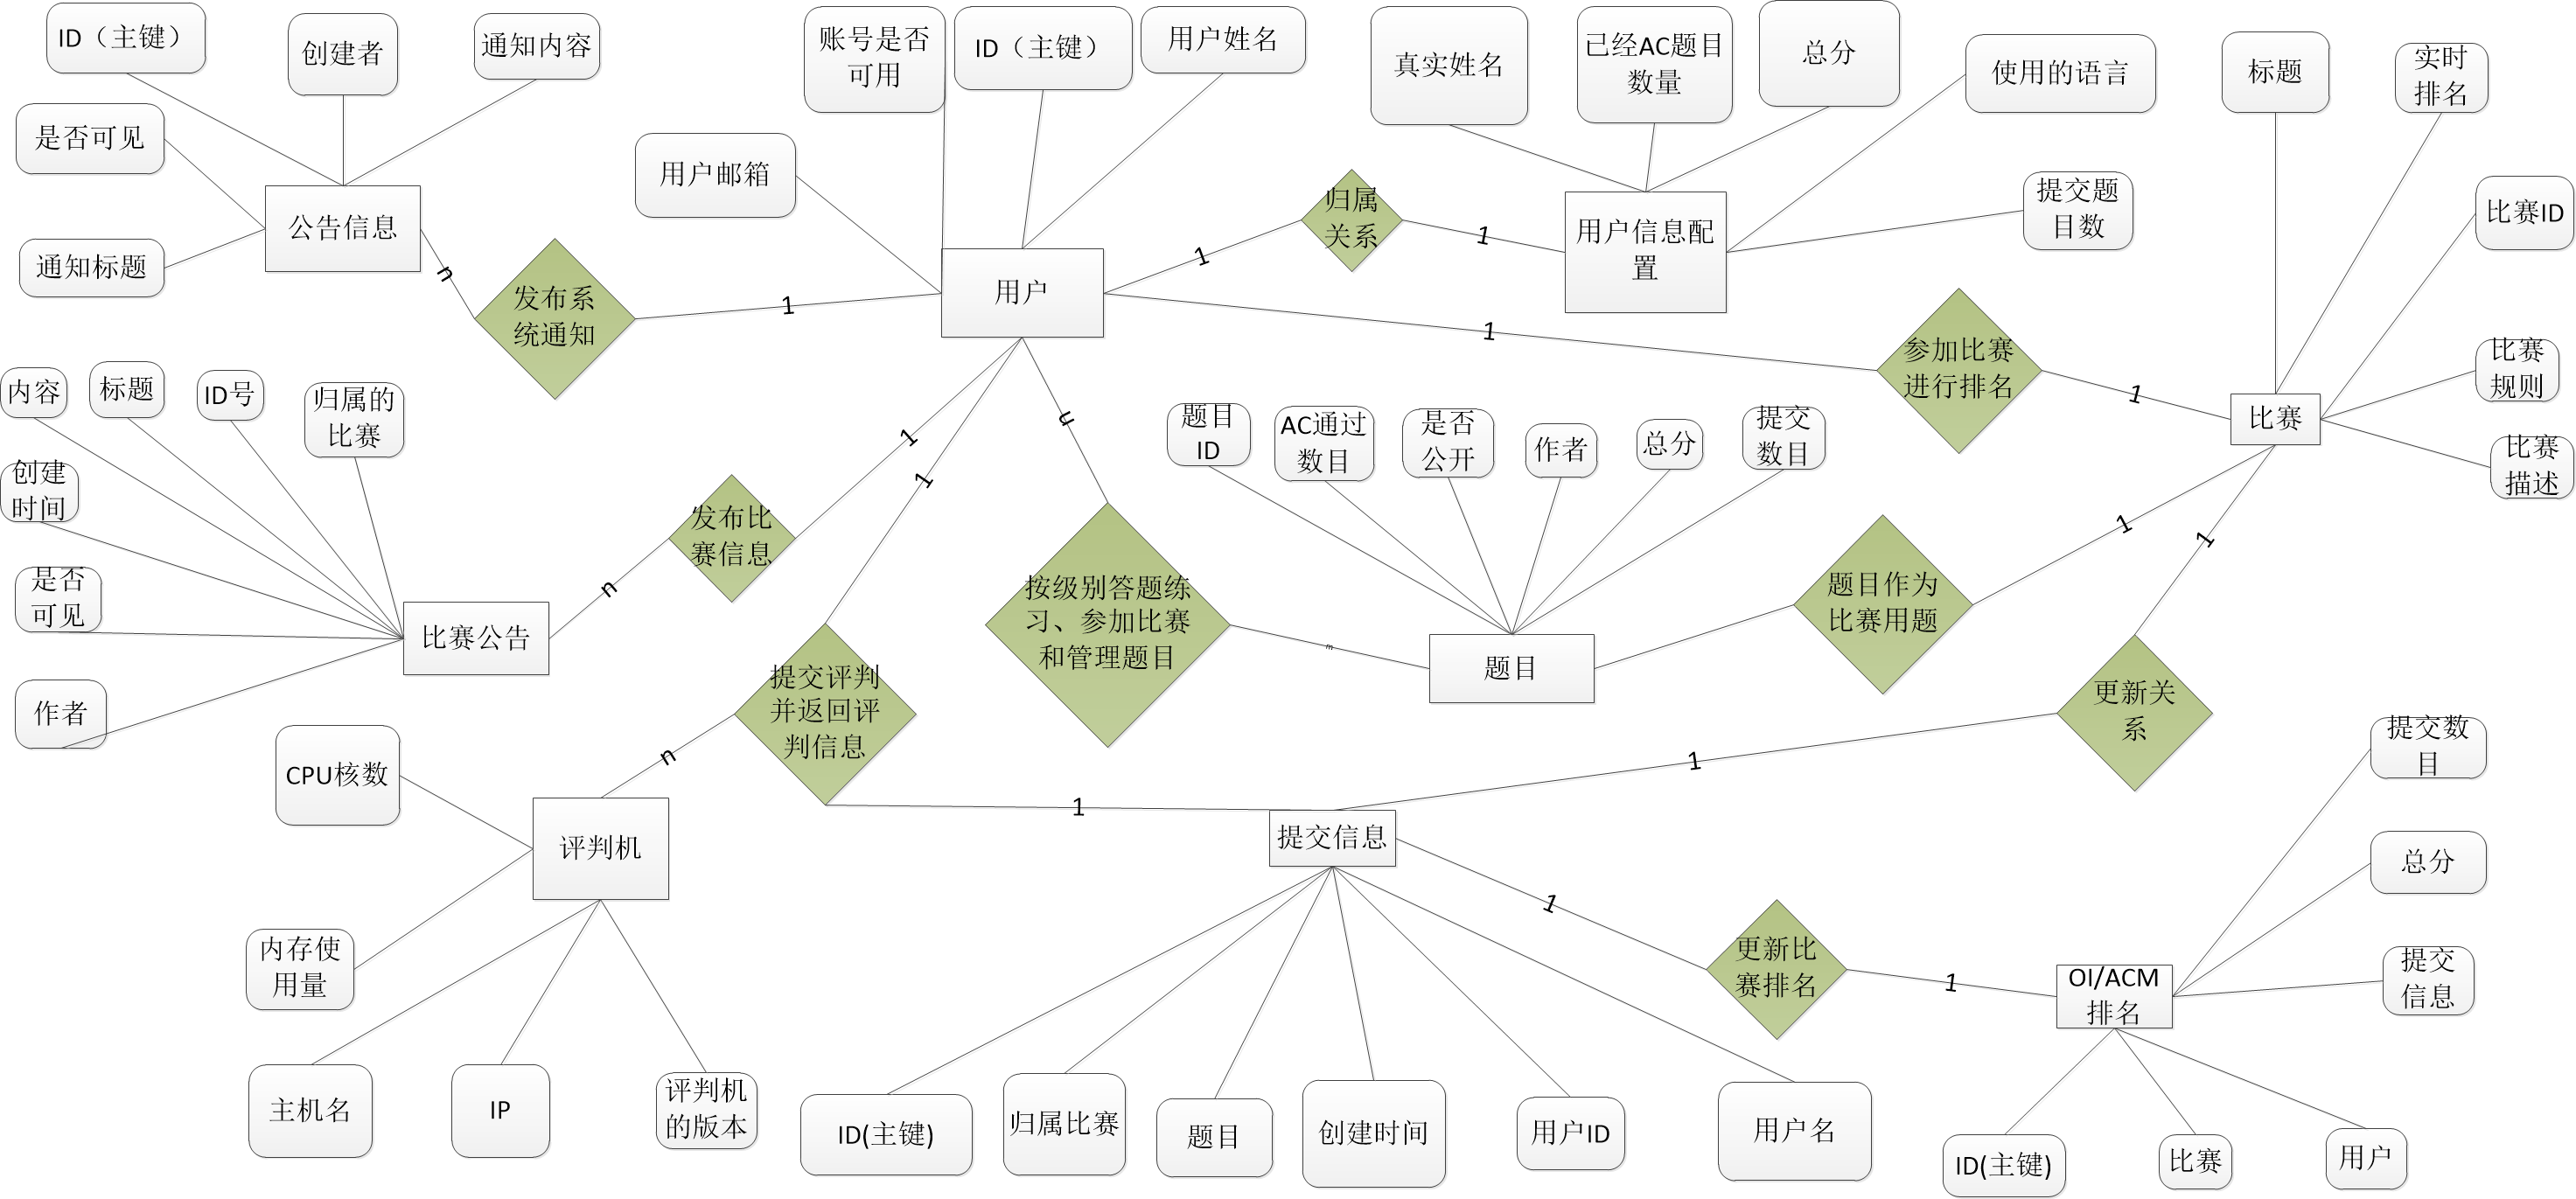 ID（主键）
创建者
通知内容
是否可见
通知标题
公告信息
n
发布系
统通知
1
账号是否
可用
ID（主键）
用户姓名
用户邮箱
用户
1
归属
关系
1
真实姓名
已经AC题目
数量
总分
使用的语言
提交题
目数
用户信息配
置
1
参加比赛
进行排名
1
标题
实时
排名
比赛ID
比赛
规则
比赛
描述
比赛
内容
标题
ID号
归属的
比赛
创建
时间
是否
可见
作者
比赛公告
n
发布比
赛信息
1
1
n
按级别答题练
习、参加比赛
和管理题目
m
题目
ID
AC通过
数目
是否
公开
作者
总分
提交
数目
题目
题目作为
比赛用题
1
1
更新关
系
1
提交评判
并返回评
判信息
n
1
CPU核数
评判机
内存使
用量
主机名
IP
评判机
的版本
提交信息
ID(主键)
归属比赛
题目
创建时间
用户ID
用户名
1
更新比
赛排名
1
OI/ACM
排名
提交数
目
总分
提交
信息
ID(主键)
比赛
用户